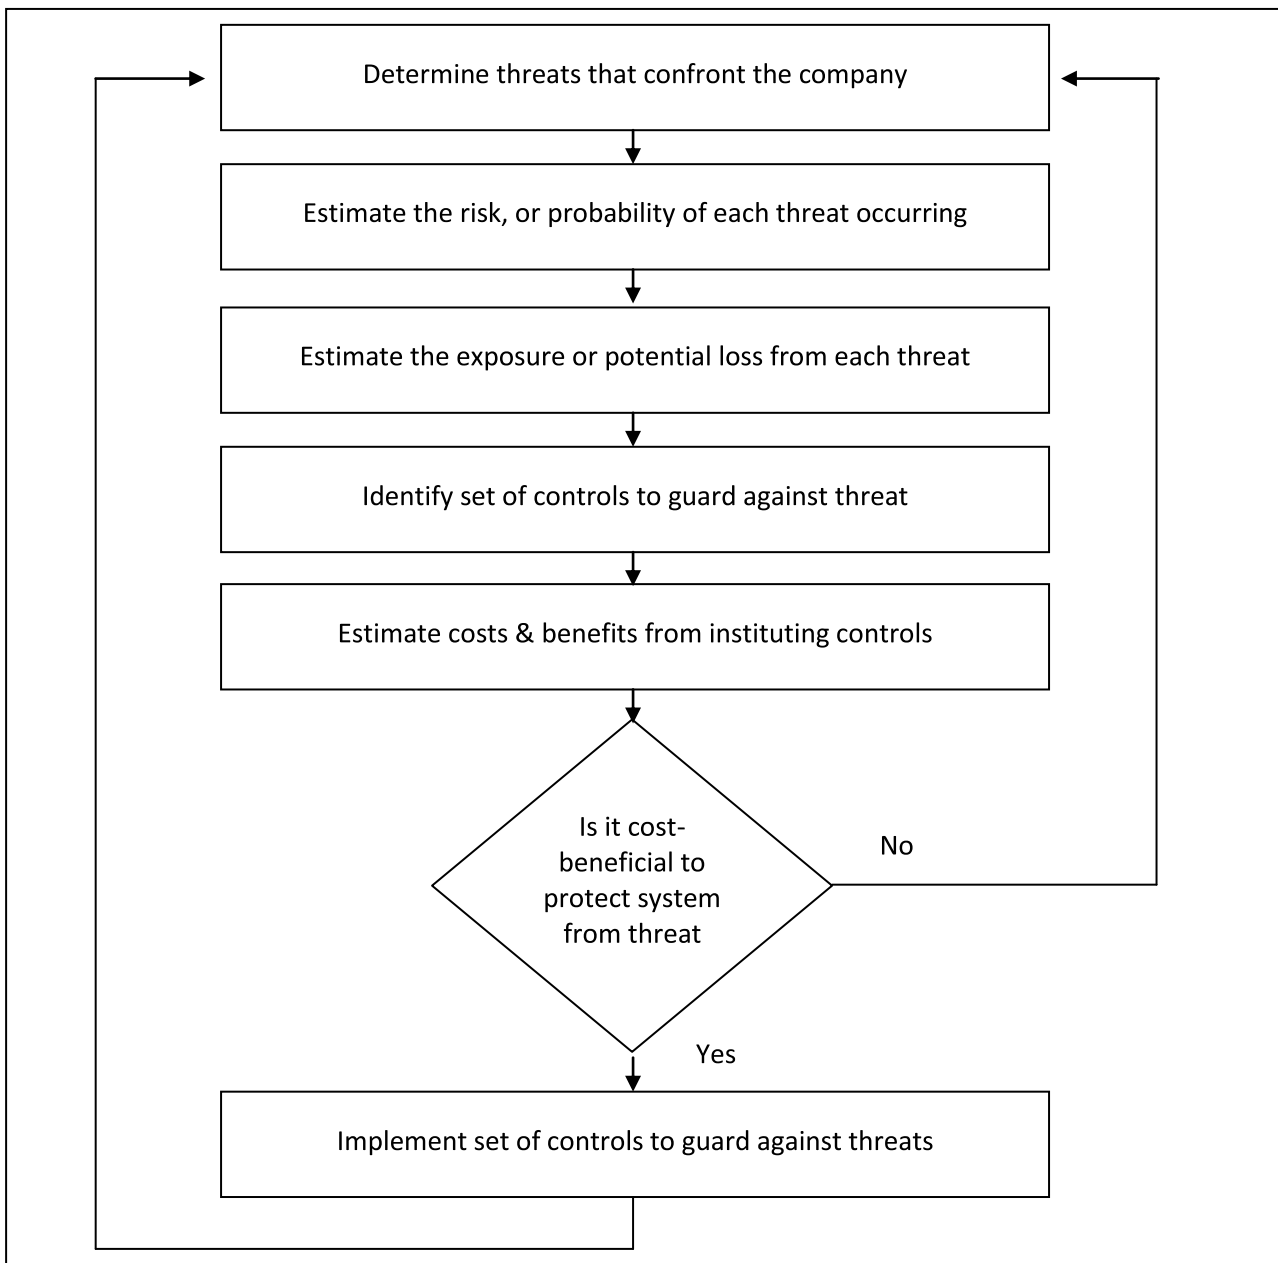 Determine threats that confront the company
Estimate the risk, or probability of each threat occurring
Estimate the exposure or potential loss from each threat
Identify set of controls to guard against threat
Estimate costs & benefits from instituting controls
Is it cost-
beneficial to
protect system
from threat
No
Yes
Implement set of controls to guard against threats